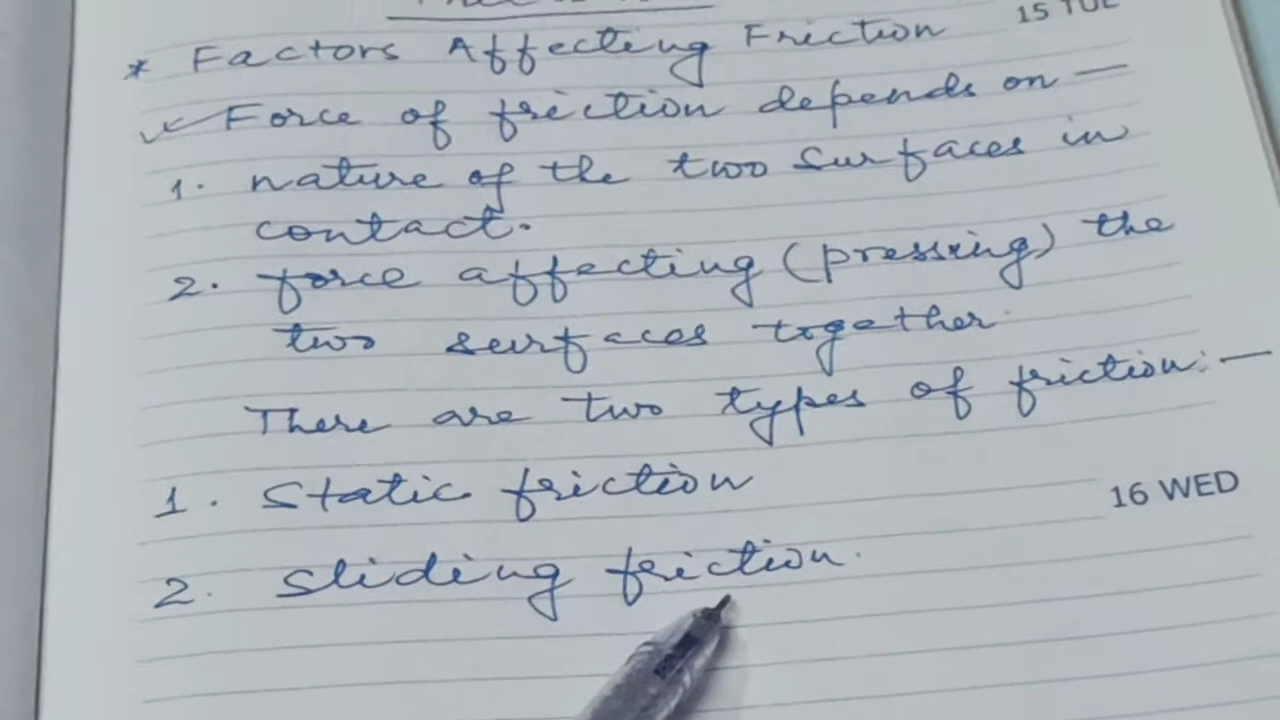 15 TUE
* Factors Affecting Friction
✓ Force of friction depends on —
1. nature of the two surfaces in
contact.
2. force affecting (pressing) the
two surfaces together.
There are two types of friction:—
1. Static friction
16 WED
2. sliding friction.